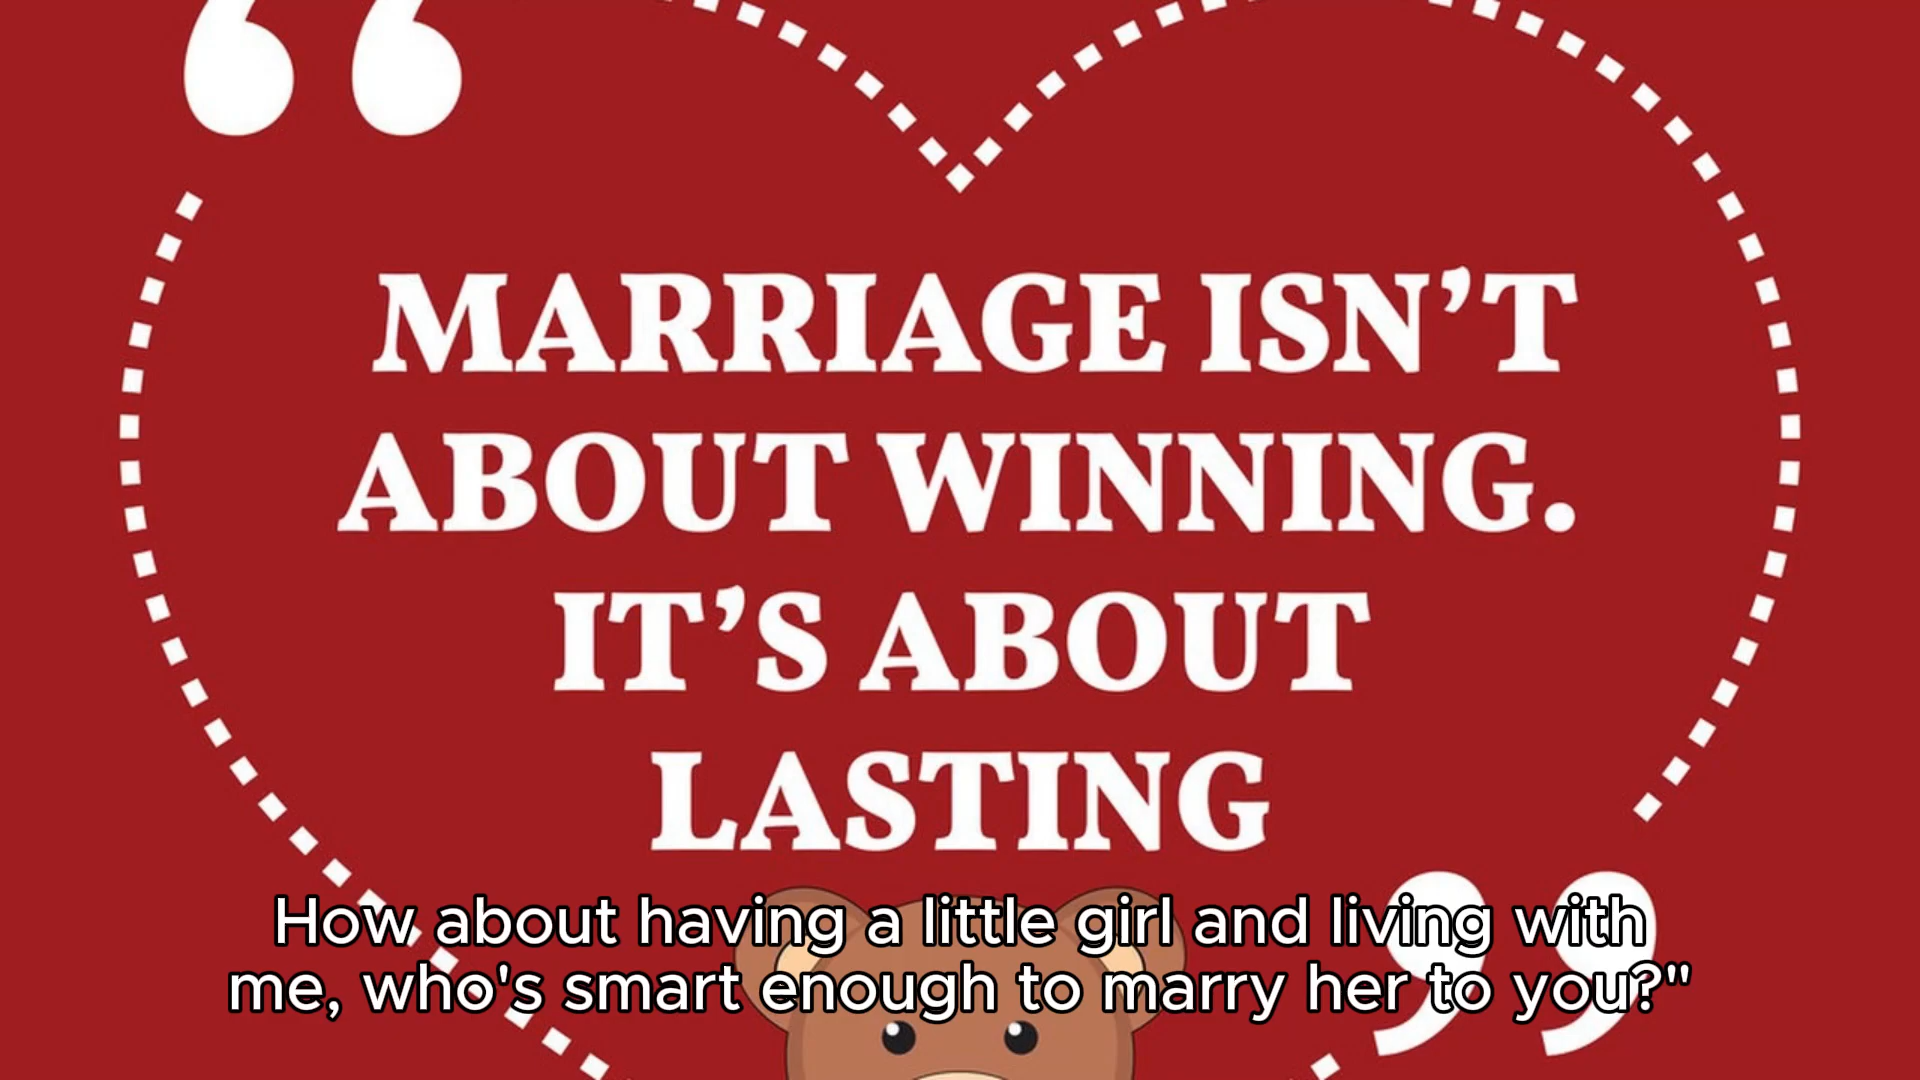 “
MARRIAGE ISN’T
ABOUT WINNING.
IT’S ABOUT
LASTING
”
How about having a little girl and living with
me, who's smart enough to marry her to you?"